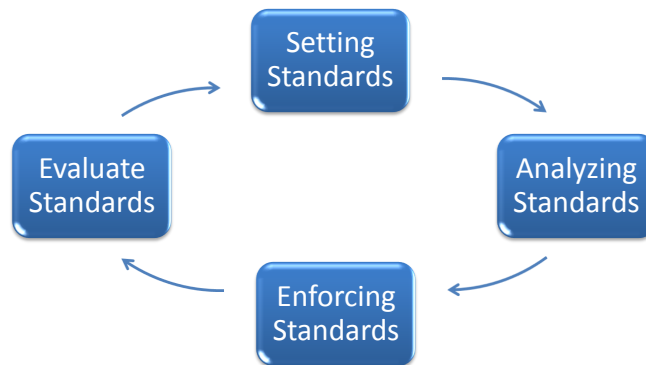 Setting
Standards
Analyzing
Standards
Enforcing
Standards
Evaluate
Standards